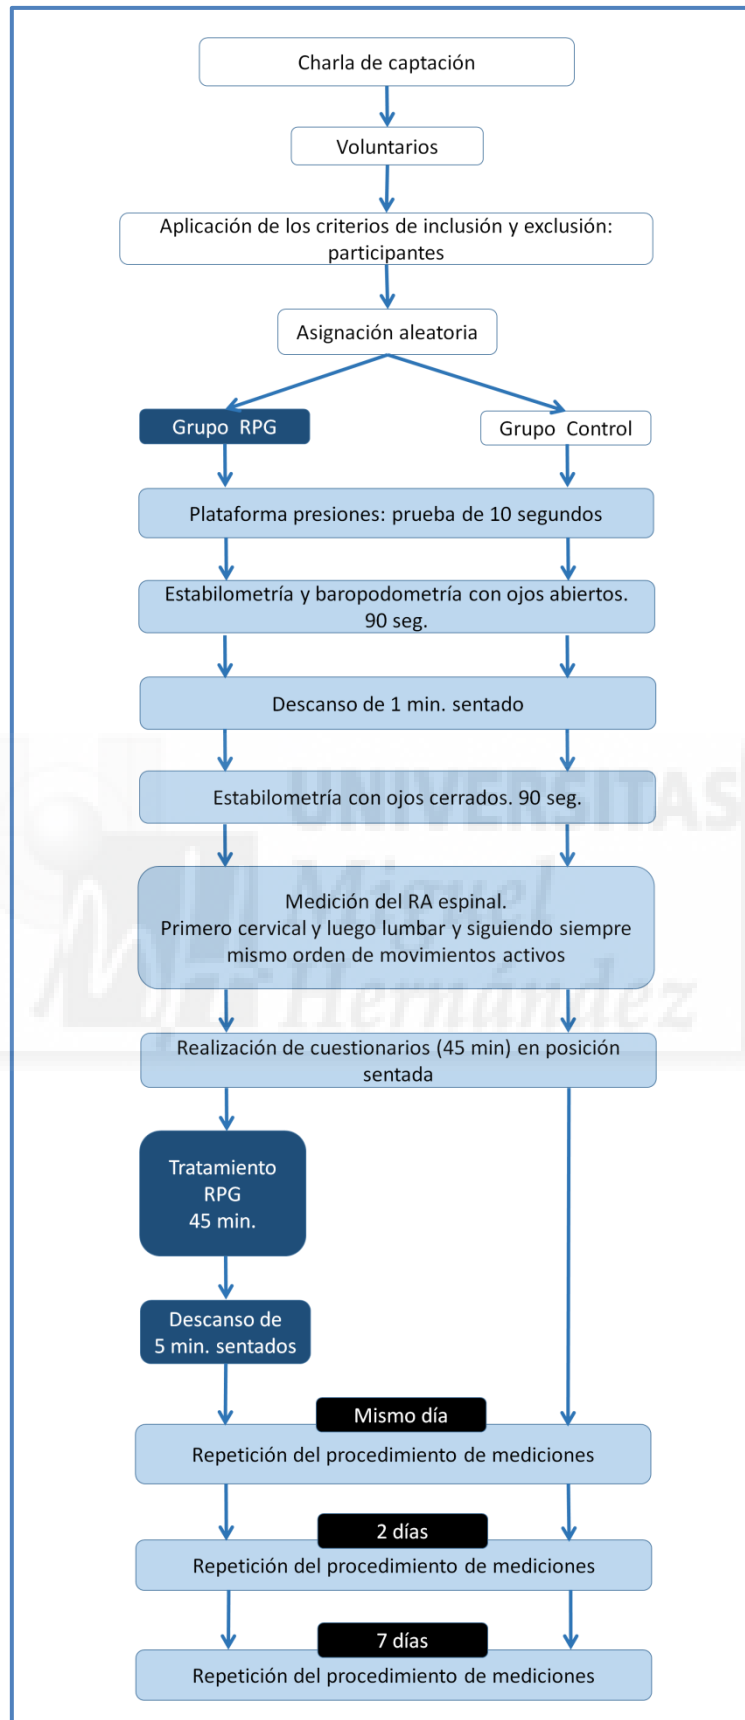 Charla de captación
Voluntarios
Aplicación de los criterios de inclusión y exclusión:
participantes
Asignación aleatoria
Grupo RPG
Grupo Control
Plataforma presiones: prueba de 10 segundos
Estabilometría y baropodometría con ojos abiertos.
90 seg.
Descanso de 1 min. sentado
Estabilometría con ojos cerrados. 90 seg.
UNIVERSITAS
Miguel
Hernández
Medición del RA espinal.
Primero cervical y luego lumbar y siguiendo siempre
mismo orden de movimientos activos
Realización de cuestionarios (45 min) en posición
sentada
Tratamiento
RPG
45 min.
Descanso de
5 min. sentados
Mismo día
Repetición del procedimiento de mediciones
2 días
Repetición del procedimiento de mediciones
7 días
Repetición del procedimiento de mediciones